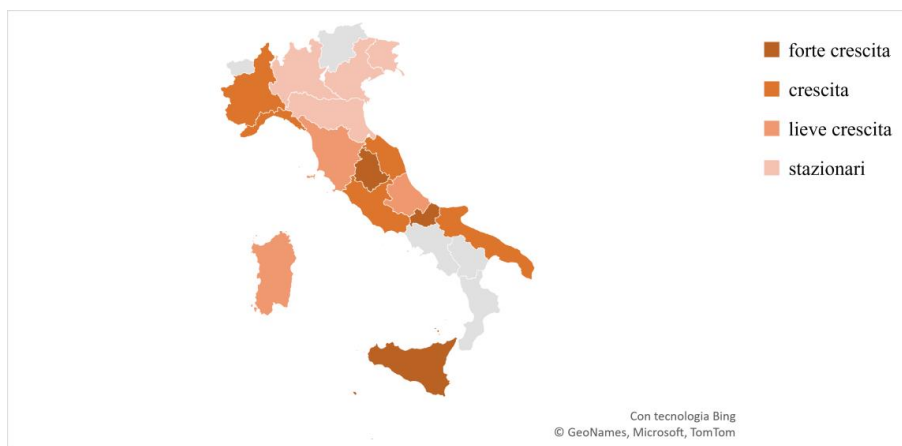 forte crescita
crescita
lieve crescita
stazionari
Con tecnologia Bing
© GeoNames, Microsoft, TomTom